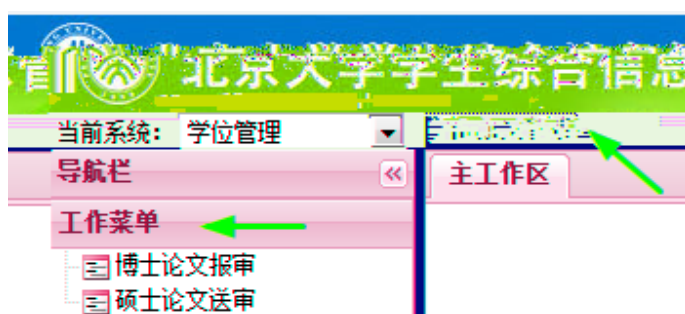 北京大学学生综合信息
当前系统: 学位管理
导航栏
主工作区
工作菜单
博士论文报审
硕士论文送审